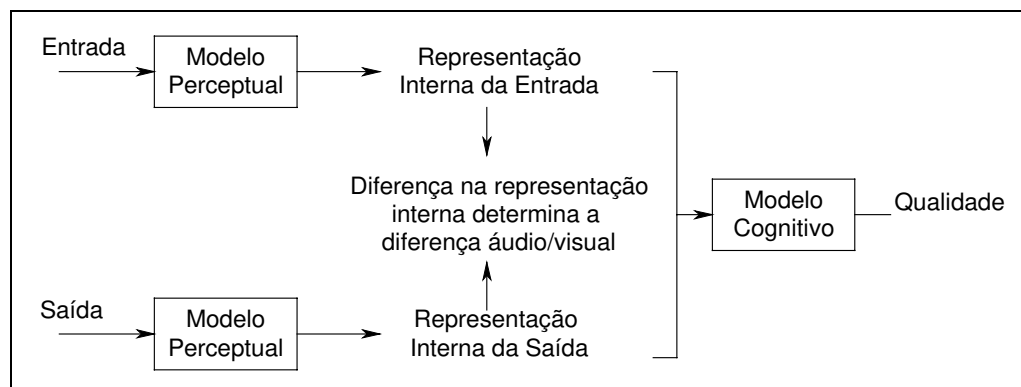 Entrada
Modelo
Perceptual
Representação
Interna da Entrada
Diferença na representação
interna determina a
diferença áudio/visual
Modelo
Cognitivo
Qualidade
Saída
Modelo
Perceptual
Representação
Interna da Saída